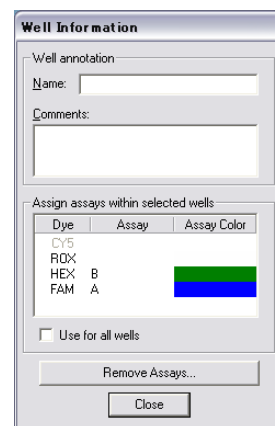 Well Information
Well annotation
Name:
Comments:
Assign assays within selected wells
Dye Assay Assay Color
CY5
ROX
HEX B
FAM A
Use for all wells
Remove Assays...
Close